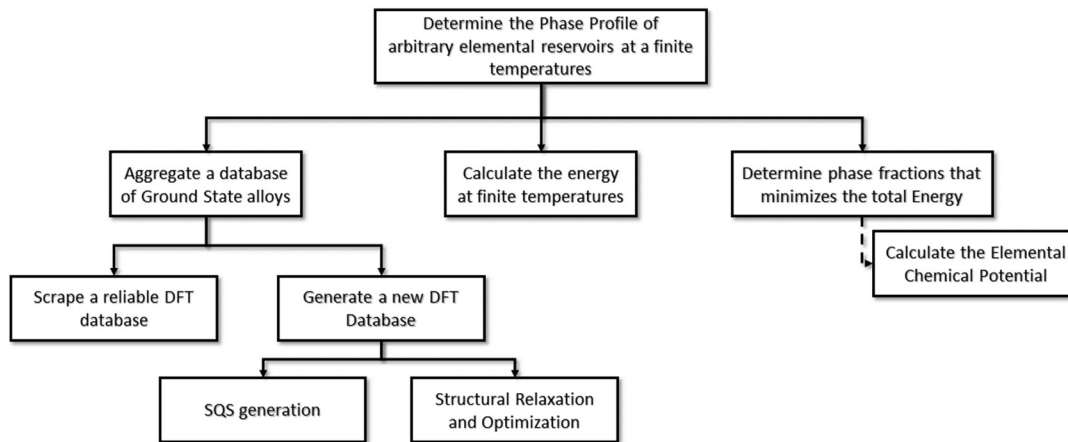 Determine the Phase Profile of
arbitrary elemental reservoirs at a finite
temperatures
Aggregate a database
of Ground State alloys
Calculate the energy
at finite temperatures
Determine phase fractions that
minimizes the total Energy
Calculate the Elemental
Chemical Potential
Scrape a reliable DFT
database
Generate a new DFT
Database
SQS generation
Structural Relaxation
and Optimization